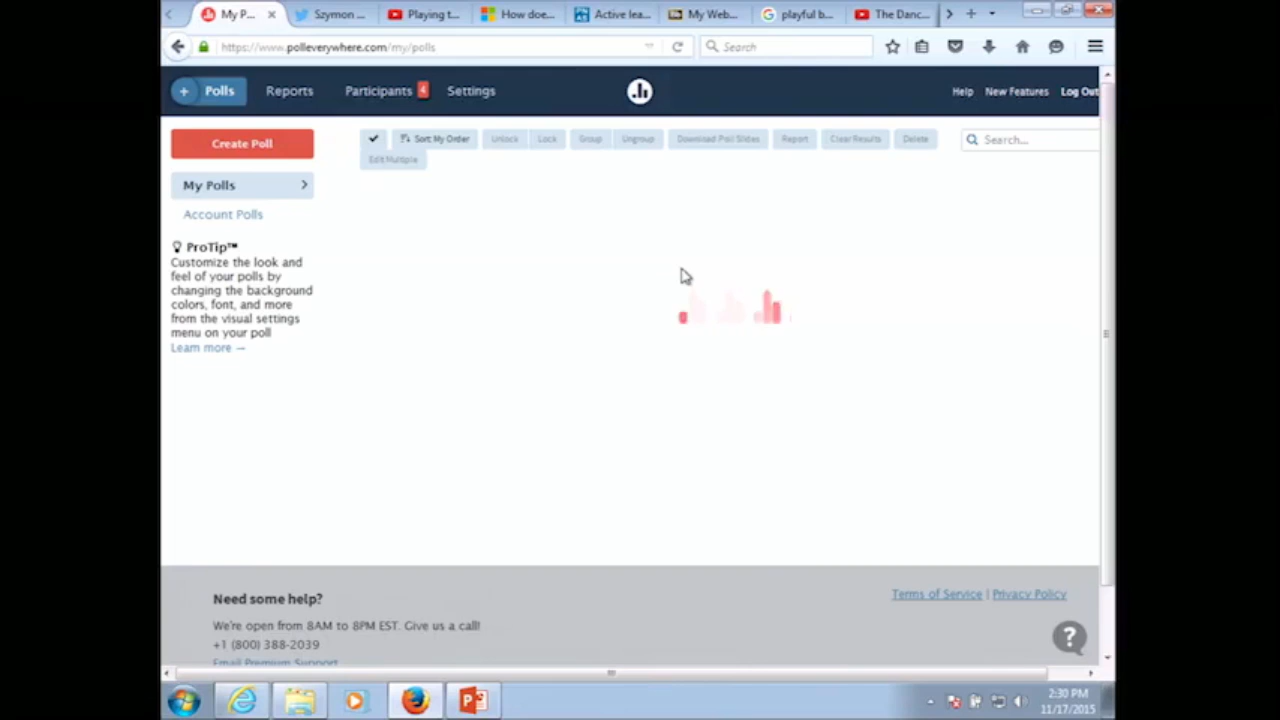 My P...
Szymon
Playing t...
How doe...
Active lea...
My Web...
playful b...
The Danc...
https://www.polleverywhere.com/my/polls
Search
+ Polls
Reports
Participants 4
Settings
Help
New Features
Log Out
Create Poll
Sort: My Order
Unlock
Lock
Group
Ungroup
Download Poll Slides
Report
Clear Results
Delete
Search...
Edit Multiple
My Polls
Account Polls
ProTip™
Customize the look and
feel of your polls by
changing the background
colors, font, and more
from the visual settings
menu on your poll
Learn more →
Need some help?
Terms of Service | Privacy Policy
We're open from 8AM to 8PM EST. Give us a call!
+1 (800) 388-2039
Email Premium Support
?
2:30 PM
11/17/2015